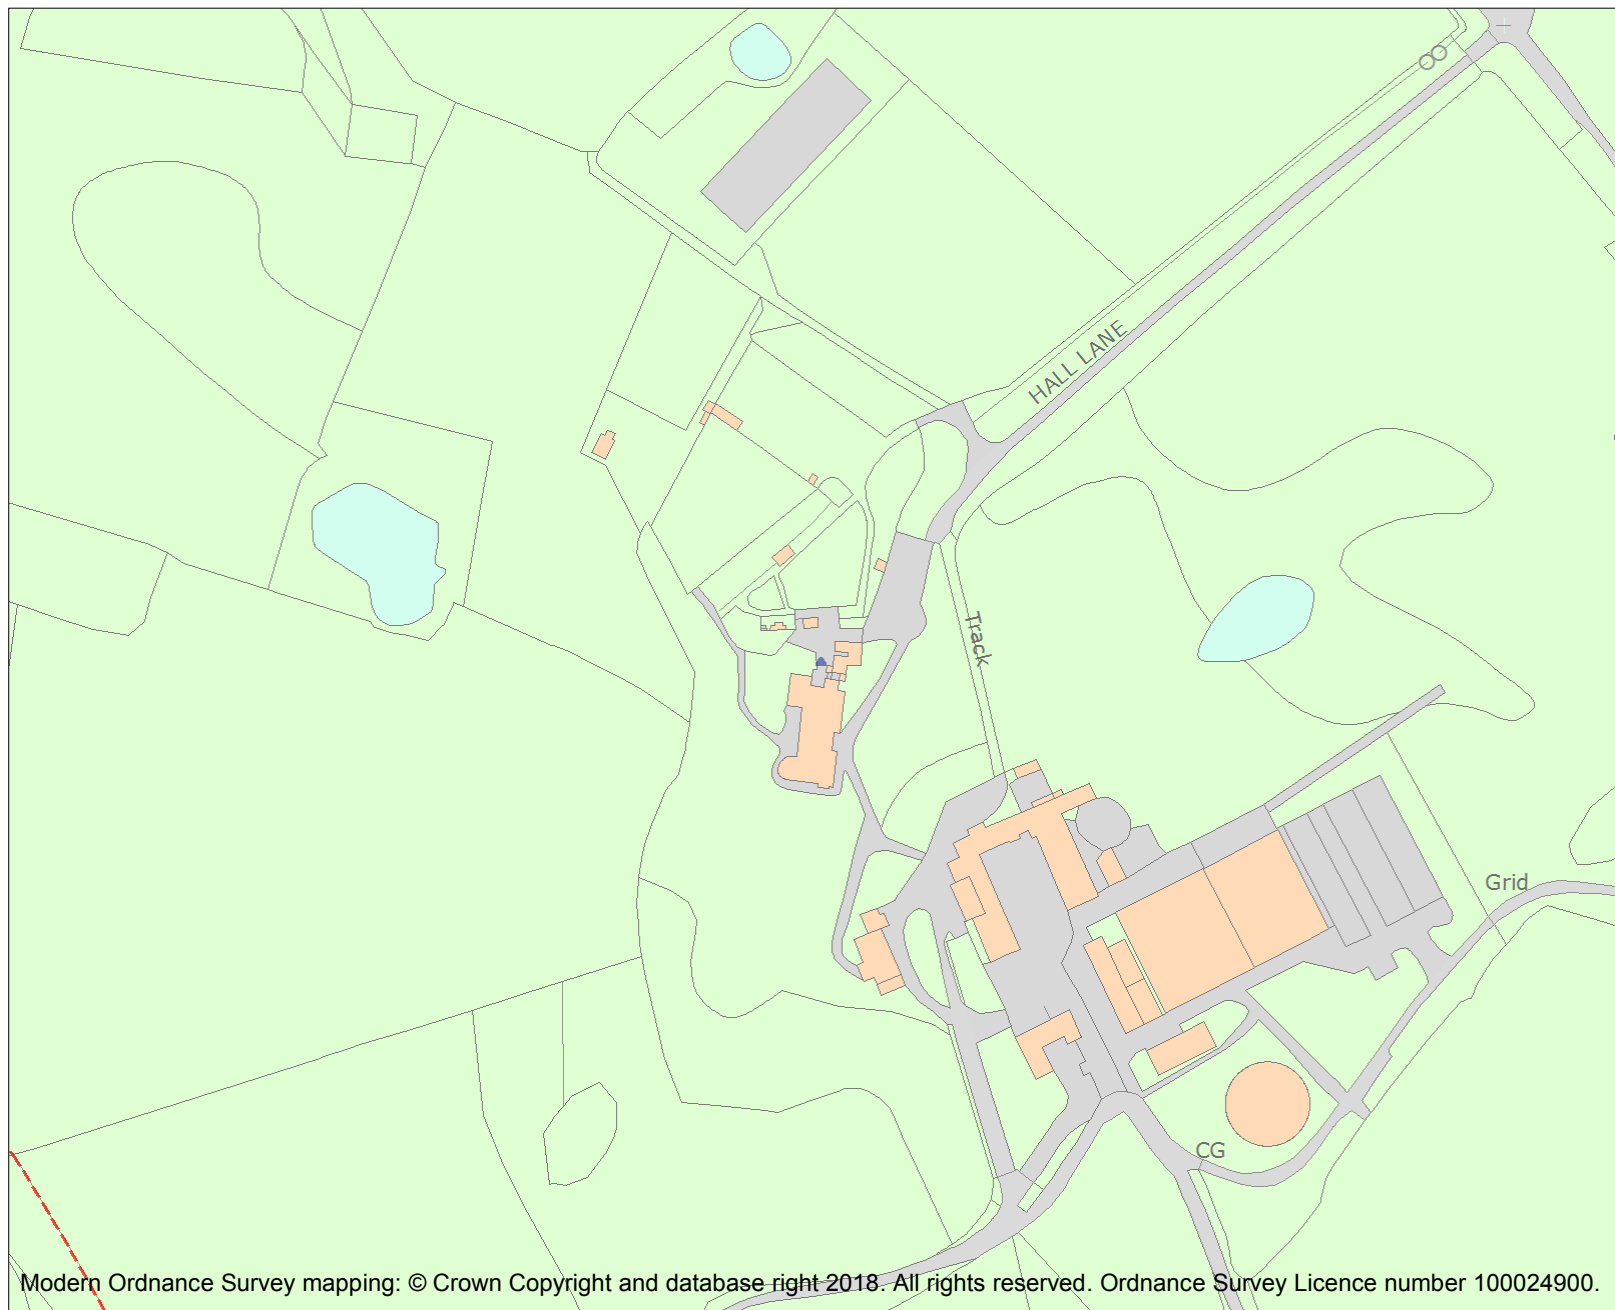 HALL LANE
Track
Grid
CG
Modern Ordnance Survey mapping: © Crown Copyright and database right 2018. All rights reserved. Ordnance Survey Licence number 100024900.